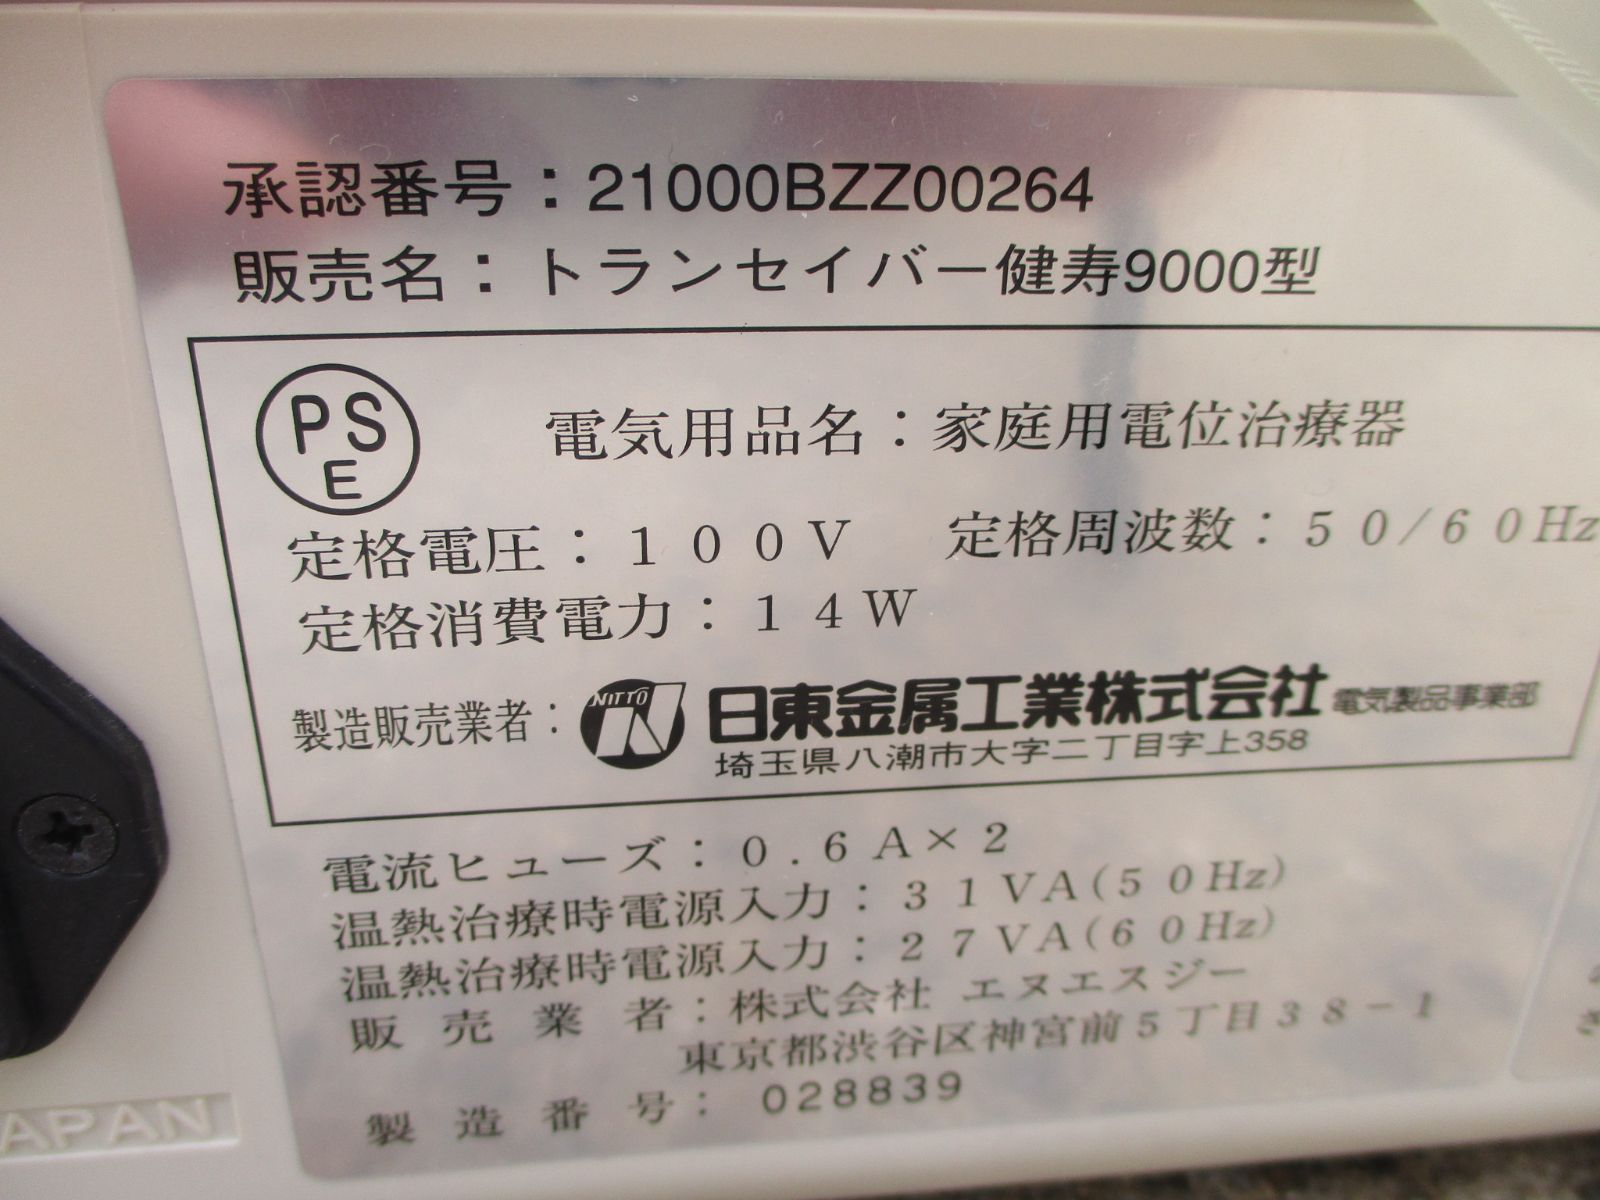 承認番号：21000BZZ00264
販売名：トランセイバー健寿9000型
PSE
電気用品名：家庭用電位治療器
定格電圧：１００Ｖ 定格周波数：５０/６０Hz
定格消費電力：１４Ｗ
製造販売業者： NITTO 日東金属工業株式会社 電気製品事業部
埼玉県八潮市大字二丁目字上358
電流ヒューズ：０.６Ａ×２
温熱治療時電源入力：３１ＶＡ(５０Hz)
温熱治療時電源入力：２７ＶＡ(６０Hz)
販売業者：株式会社 エヌエスジー
東京都渋谷区神宮前５丁目３８−１
製造番号：028839
JAPAN